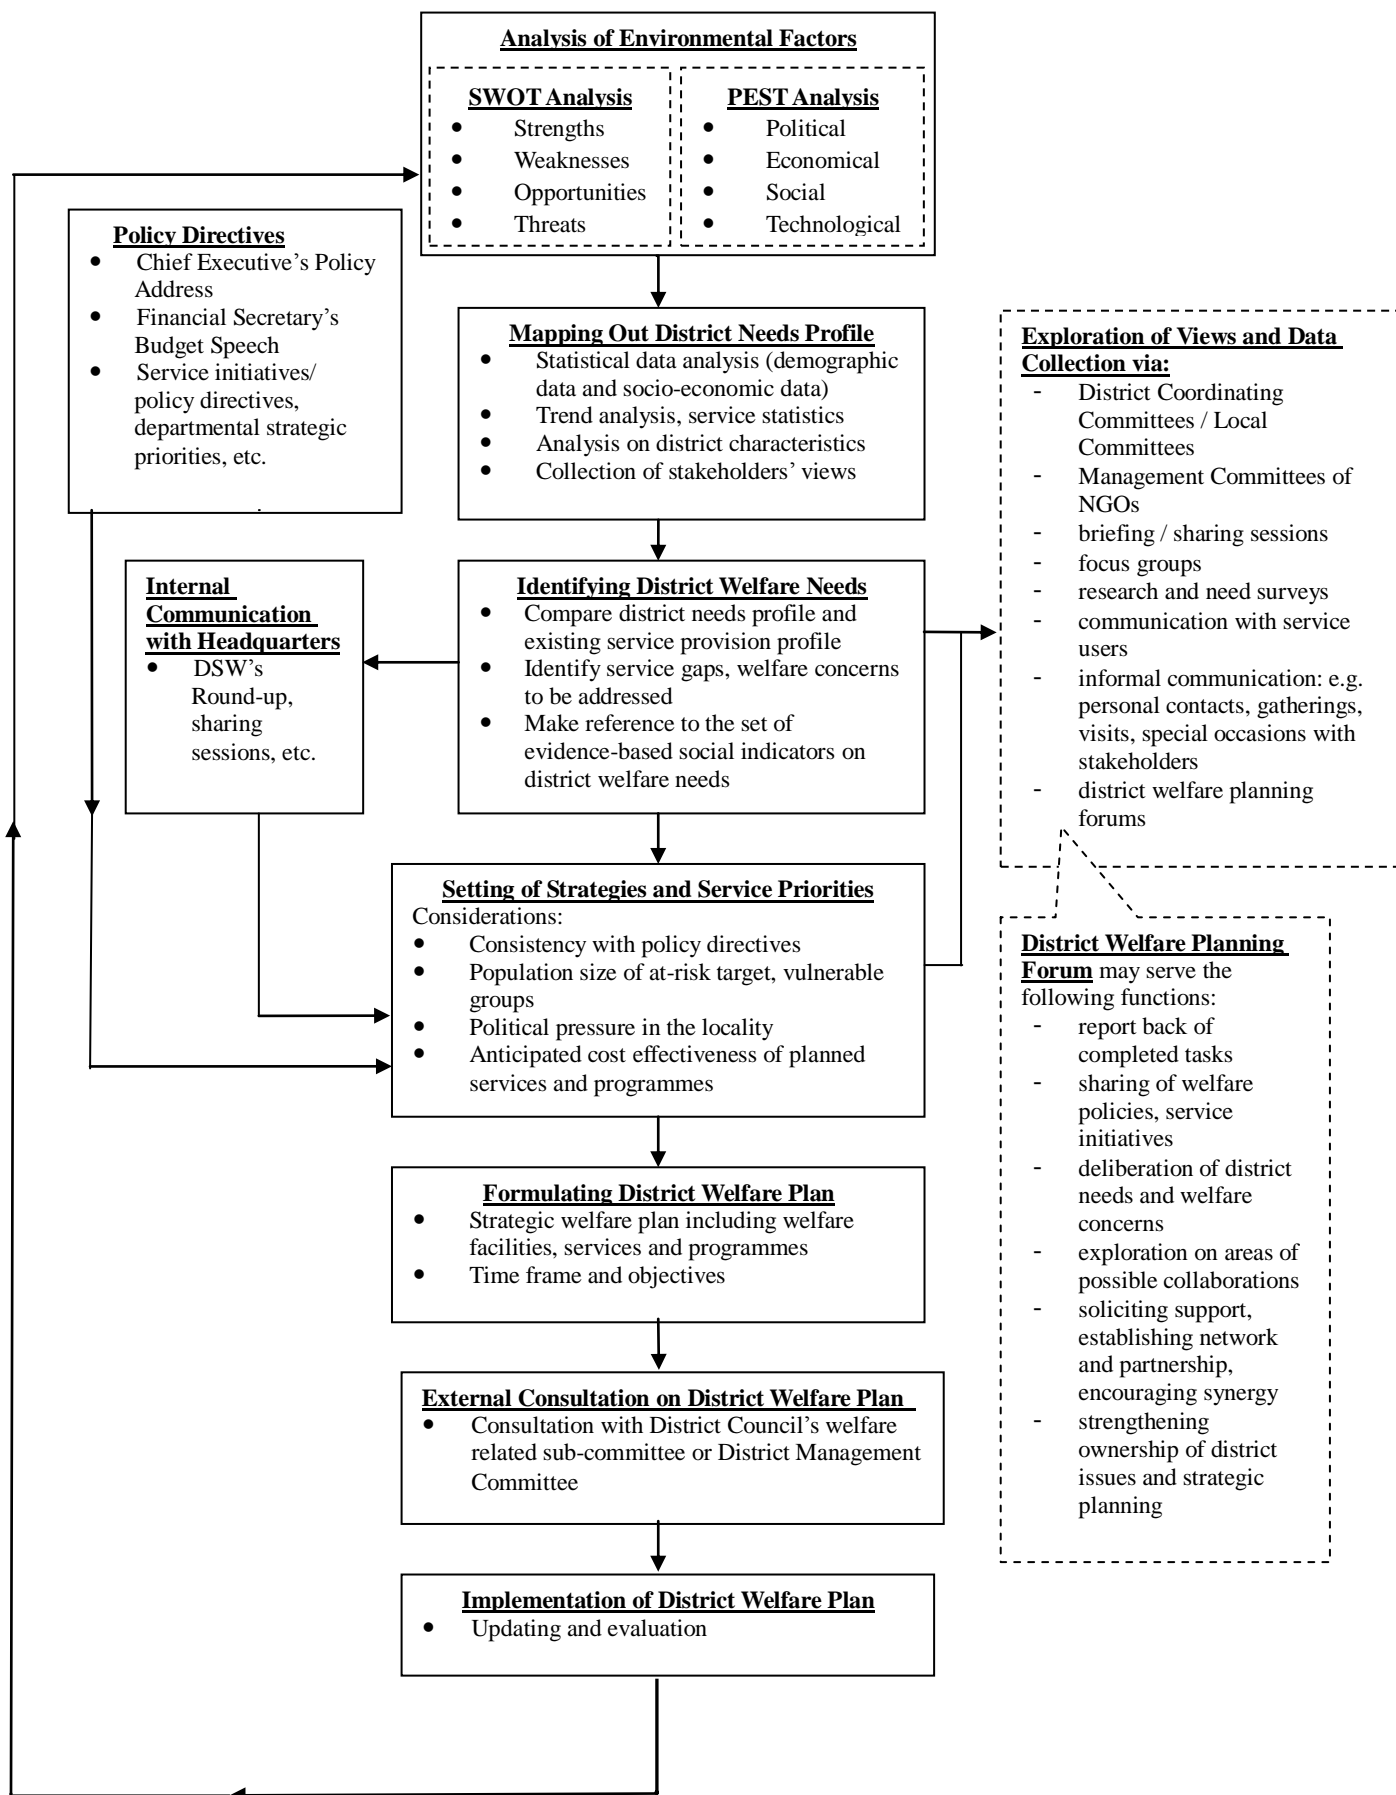 Analysis of Environmental Factors
SWOT Analysis
● Strengths
● Weaknesses
● Opportunities
● Threats
PEST Analysis
● Political
● Economical
● Social
● Technological
Policy Directives
● Chief Executive’s Policy
Address
● Financial Secretary’s
Budget Speech
● Service initiatives/
policy directives,
departmental strategic
priorities, etc.
Mapping Out District Needs Profile
● Statistical data analysis (demographic
data and socio-economic data)
● Trend analysis, service statistics
● Analysis on district characteristics
● Collection of stakeholders’ views
Exploration of Views and Data
Collection via:
- District Coordinating
Committees / Local
Committees
- Management Committees of
NGOs
- briefing / sharing sessions
- focus groups
- research and need surveys
- communication with service
users
- informal communication: e.g.
personal contacts, gatherings,
visits, special occasions with
stakeholders
- district welfare planning
forums
Internal
Communication
with Headquarters
● DSW’s
Round-up,
sharing
sessions, etc.
Identifying District Welfare Needs
● Compare district needs profile and
existing service provision profile
● Identify service gaps, welfare concerns
to be addressed
● Make reference to the set of
evidence-based social indicators on
district welfare needs
Setting of Strategies and Service Priorities
Considerations:
● Consistency with policy directives
● Population size of at-risk target, vulnerable
groups
● Political pressure in the locality
● Anticipated cost effectiveness of planned
services and programmes
District Welfare Planning
Forum may serve the
following functions:
- report back of
completed tasks
- sharing of welfare
policies, service
initiatives
- deliberation of district
needs and welfare
concerns
- exploration on areas of
possible collaborations
- soliciting support,
establishing network
and partnership,
encouraging synergy
- strengthening
ownership of district
issues and strategic
planning
Formulating District Welfare Plan
● Strategic welfare plan including welfare
facilities, services and programmes
● Time frame and objectives
External Consultation on District Welfare Plan
● Consultation with District Council’s welfare
related sub-committee or District Management
Committee
Implementation of District Welfare Plan
● Updating and evaluation